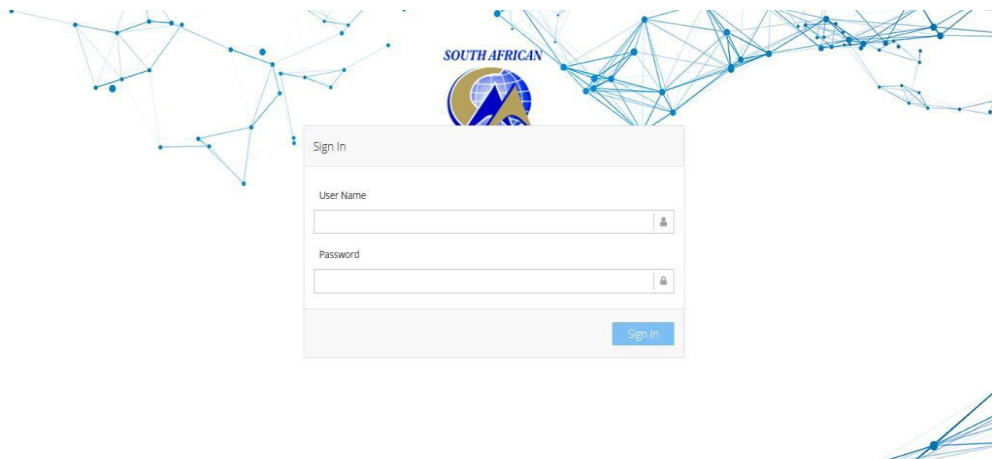 SOUTH AFRICAN
Sign In
User Name
Password
Sign In